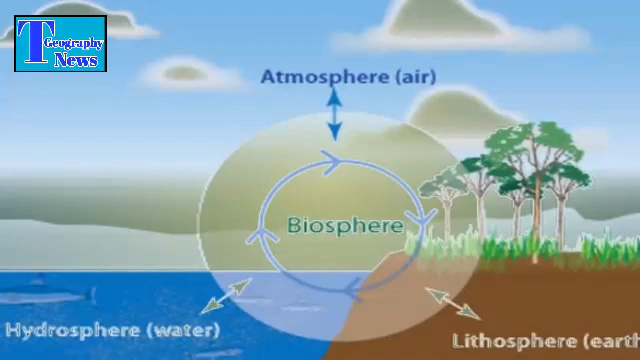 T Geography
News
Atmosphere (air)
Biosphere
Hydrosphere (water)
Lithosphere (earth